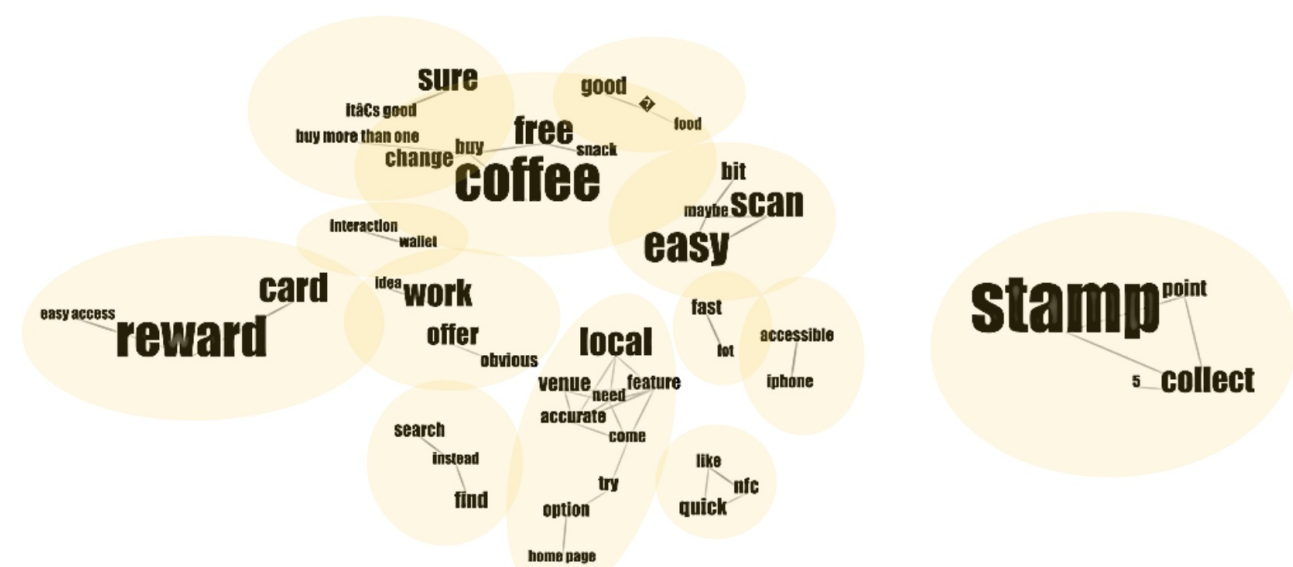 sure
itâ€s good
buy more than one
change
buy
free
snack
coffee
good
�
food
bit
maybe
scan
easy
interaction
wallet
card
easy access
reward
idea
work
offer
obvious
local
venue
feature
need
accurate
come
try
option
home page
fast
lot
accessible
iphone
search
instead
find
like
nfc
quick
stamp
point
5
collect